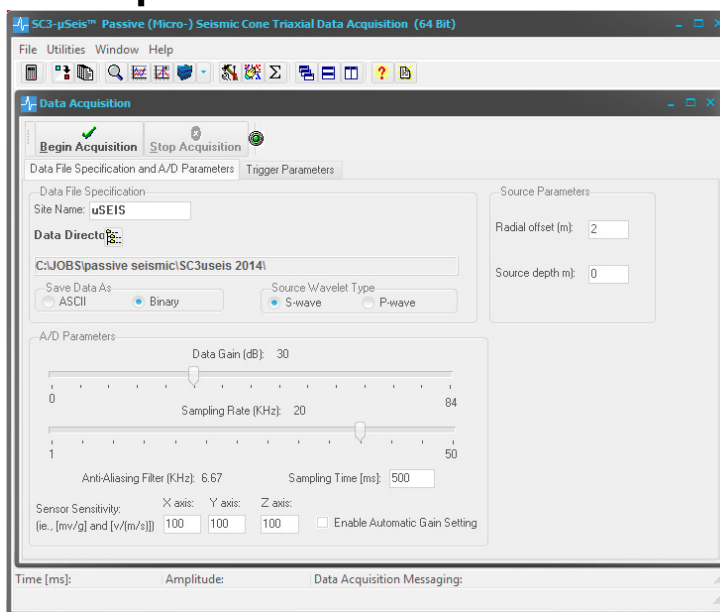 SC3-µSeis™ Passive (Micro-) Seismic Cone Triaxial Data Acquisition (64 Bit)
File Utilities Window Help
Data Acquisition
Begin Acquisition Stop Acquisition
Data File Specification and A/D Parameters Trigger Parameters
Data File Specification
Site Name: uSEIS
Data Directo
C:\JOBS\passive seismic\SC3useis 2014\
Save Data As
ASCII Binary
Source Wavelet Type
S-wave P-wave
Source Parameters
Radial offset (m): 2
Source depth m): 0
A/D Parameters
Data Gain (dB): 30
0 84
Sampling Rate (KHz): 20
1 50
Anti-Aliasing Filter (KHz): 6.67 Sampling Time [ms]: 500
X axis: Y axis: Z axis:
Sensor Sensitivity:
(ie., [mv/g] and [v/(m/s)]) 100 100 100 Enable Automatic Gain Setting
Time [ms]: Amplitude: Data Acquisition Messaging: